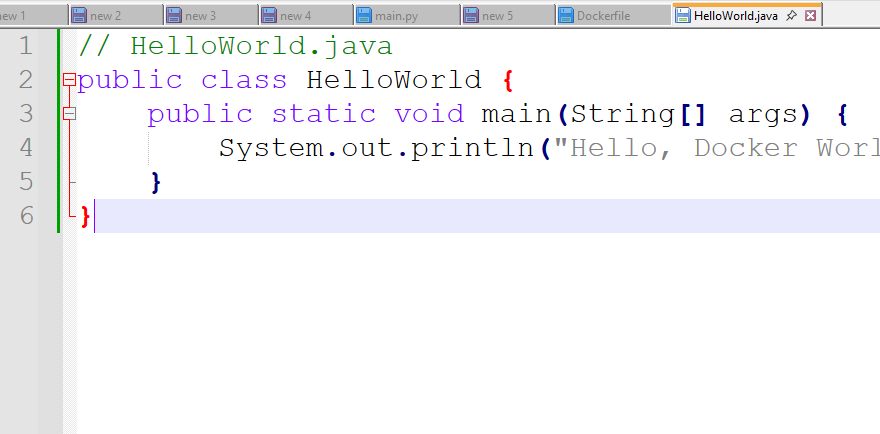 new 1 new 2 new 3 new 4 main.py new 5 Dockerfile HelloWorld.java
1 // HelloWorld.java
2 public class HelloWorld {
3 public static void main(String[] args) {
4 System.out.println("Hello, Docker Worl
5 }
6 }